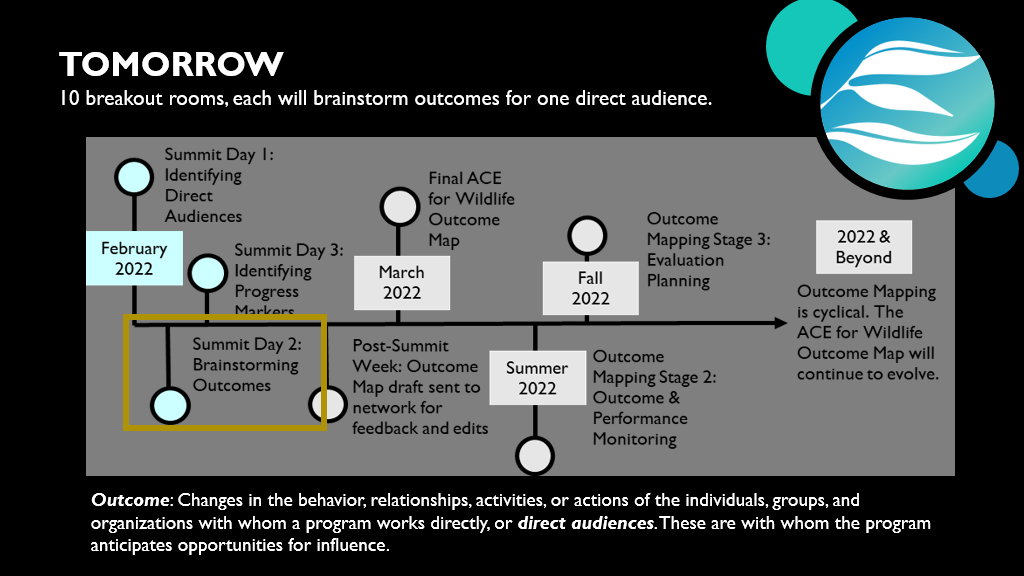 TOMORROW
10 breakout rooms, each will brainstorm outcomes for one direct audience.
Summit Day 1:
Identifying
Direct
Audiences
February
2022
Summit Day 3:
Identifying
Progress
Markers
Summit Day 2:
Brainstorming
Outcomes
Final ACE
for Wildlife
Outcome
Map
March
2022
Post-Summit
Week: Outcome
Map draft sent to
network for
feedback and edits
Summer
2022
Outcome
Mapping Stage 2:
Outcome &
Performance
Monitoring
Fall
2022
Outcome
Mapping Stage 3:
Evaluation
Planning
2022 &
Beyond
Outcome Mapping
is cyclical. The
ACE for Wildlife
Outcome Map will
continue to evolve.
Outcome: Changes in the behavior, relationships, activities, or actions of the individuals, groups, and
organizations with whom a program works directly, or direct audiences. These are with whom the program
anticipates opportunities for influence.